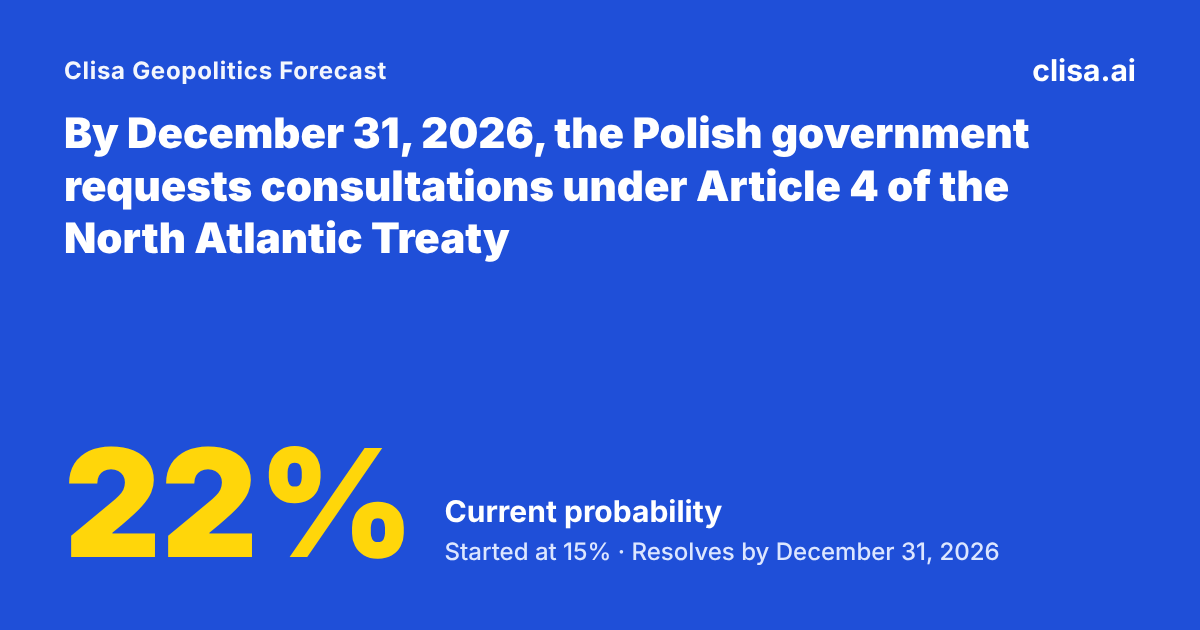 Clisa Geopolitics Forecast
clisa.ai
By December 31, 2026, the Polish government
requests consultations under Article 4 of the
North Atlantic Treaty
22%
Current probability
Started at 15% · Resolves by December 31, 2026